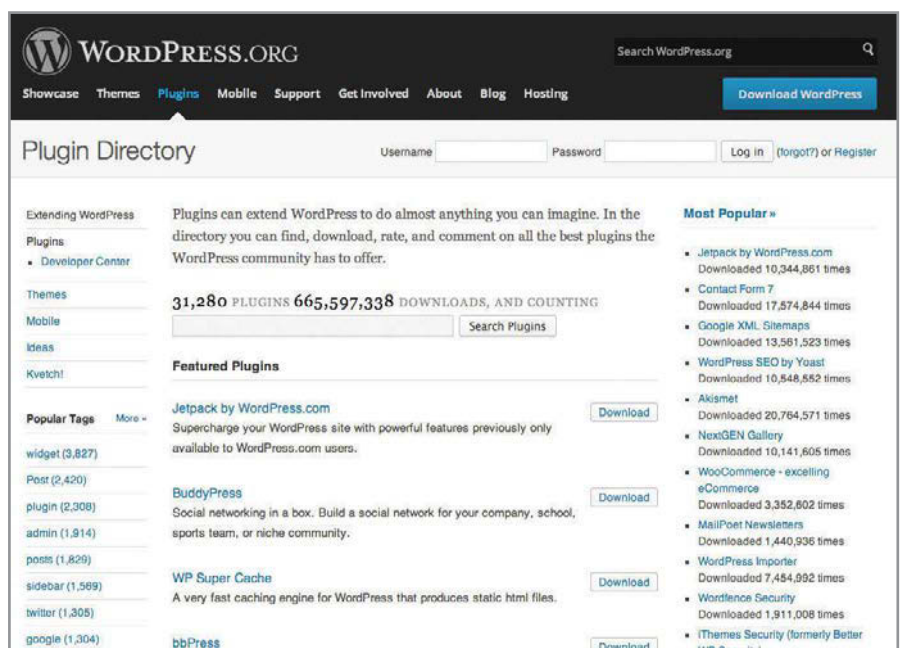 WORDPRESS.ORG
Search WordPress.org
Showcase Themes Plugins Mobile Support Get Involved About Blog Hosting
Download WordPress
Plugin Directory
Username
Password
Log in (forgot?) or Register
Extending WordPress
Plugins
Developer Center
Themes
Mobile
Ideas
Kvetch!
Popular Tags More »
widget (3,827)
Post (2,420)
plugin (2,308)
admin (1,914)
posts (1,829)
sidebar (1,569)
twitter (1,305)
google (1,304)
Plugins can extend WordPress to do almost anything you can imagine. In the
directory you can find, download, rate, and comment on all the best plugins the
WordPress community has to offer.
31,280 PLUGINS 665,597,338 DOWNLOADS, AND COUNTING
Search Plugins
Featured Plugins
Jetpack by WordPress.com
Download
Supercharge your WordPress site with powerful features previously only
available to WordPress.com users.
BuddyPress
Download
Social networking in a box. Build a social network for your company, school,
sports team, or niche community.
WP Super Cache
Download
A very fast caching engine for WordPress that produces static html files.
bbPress
Download
Most Popular »
Jetpack by WordPress.com
Downloaded 10,344,861 times
Contact Form 7
Downloaded 17,574,844 times
Google XML Sitemaps
Downloaded 13,561,523 times
WordPress SEO by Yoast
Downloaded 10,548,552 times
Akismet
Downloaded 20,764,571 times
NextGEN Gallery
Downloaded 10,141,605 times
WooCommerce - excelling
eCommerce
Downloaded 3,352,602 times
MailPoet Newsletters
Downloaded 1,440,936 times
WordPress Importer
Downloaded 7,454,992 times
Wordfence Security
Downloaded 1,911,008 times
iThemes Security (formerly Better